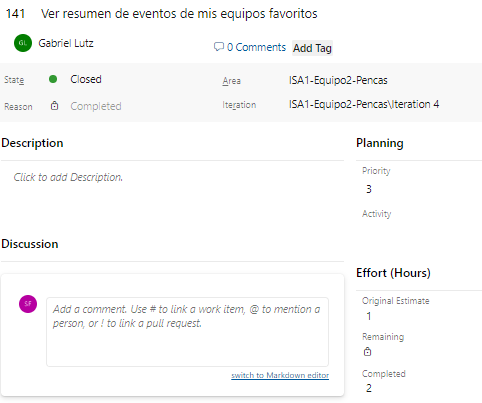 141 Ver resumen de eventos de mis equipos favoritos
GL Gabriel Lutz 0 Comments Add Tag
State Closed Area ISA1-Equipo2-Pencas
Reason Completed Iteration ISA1-Equipo2-Pencas\Iteration 4
Description
Click to add Description.
Planning
Priority
3
Activity
Discussion
SF Add a comment. Use # to link a work item, @ to mention a
person, or ! to link a pull request.
switch to Markdown editor
Effort (Hours)
Original Estimate
1
Remaining
Completed
2